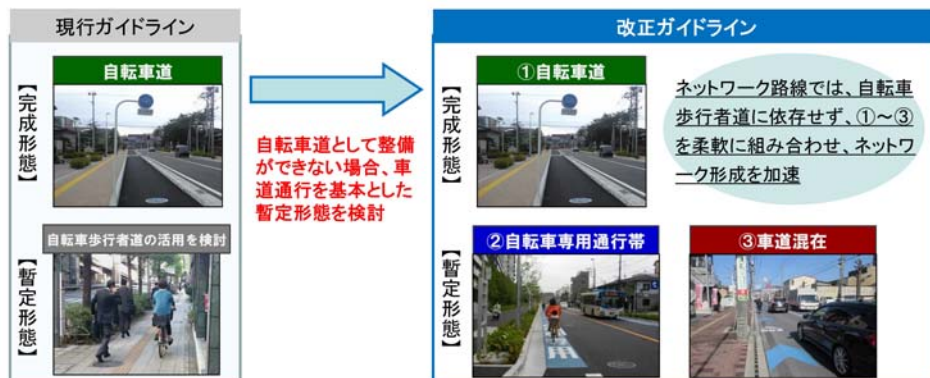 現行ガイドライン
【完成形態】
自転車道
【暫定形態】
自転車歩行者道の活用を検討
自転車道として整備
ができない場合、車
道通行を基本とした
暫定形態を検討
改正ガイドライン
【完成形態】
①自転車道
ネットワーク路線では、自転車
歩行者道に依存せず、①～③
を柔軟に組み合わせ、ネットワ
ーク形成を加速
【暫定形態】
②自転車専用通行帯
③車道混在